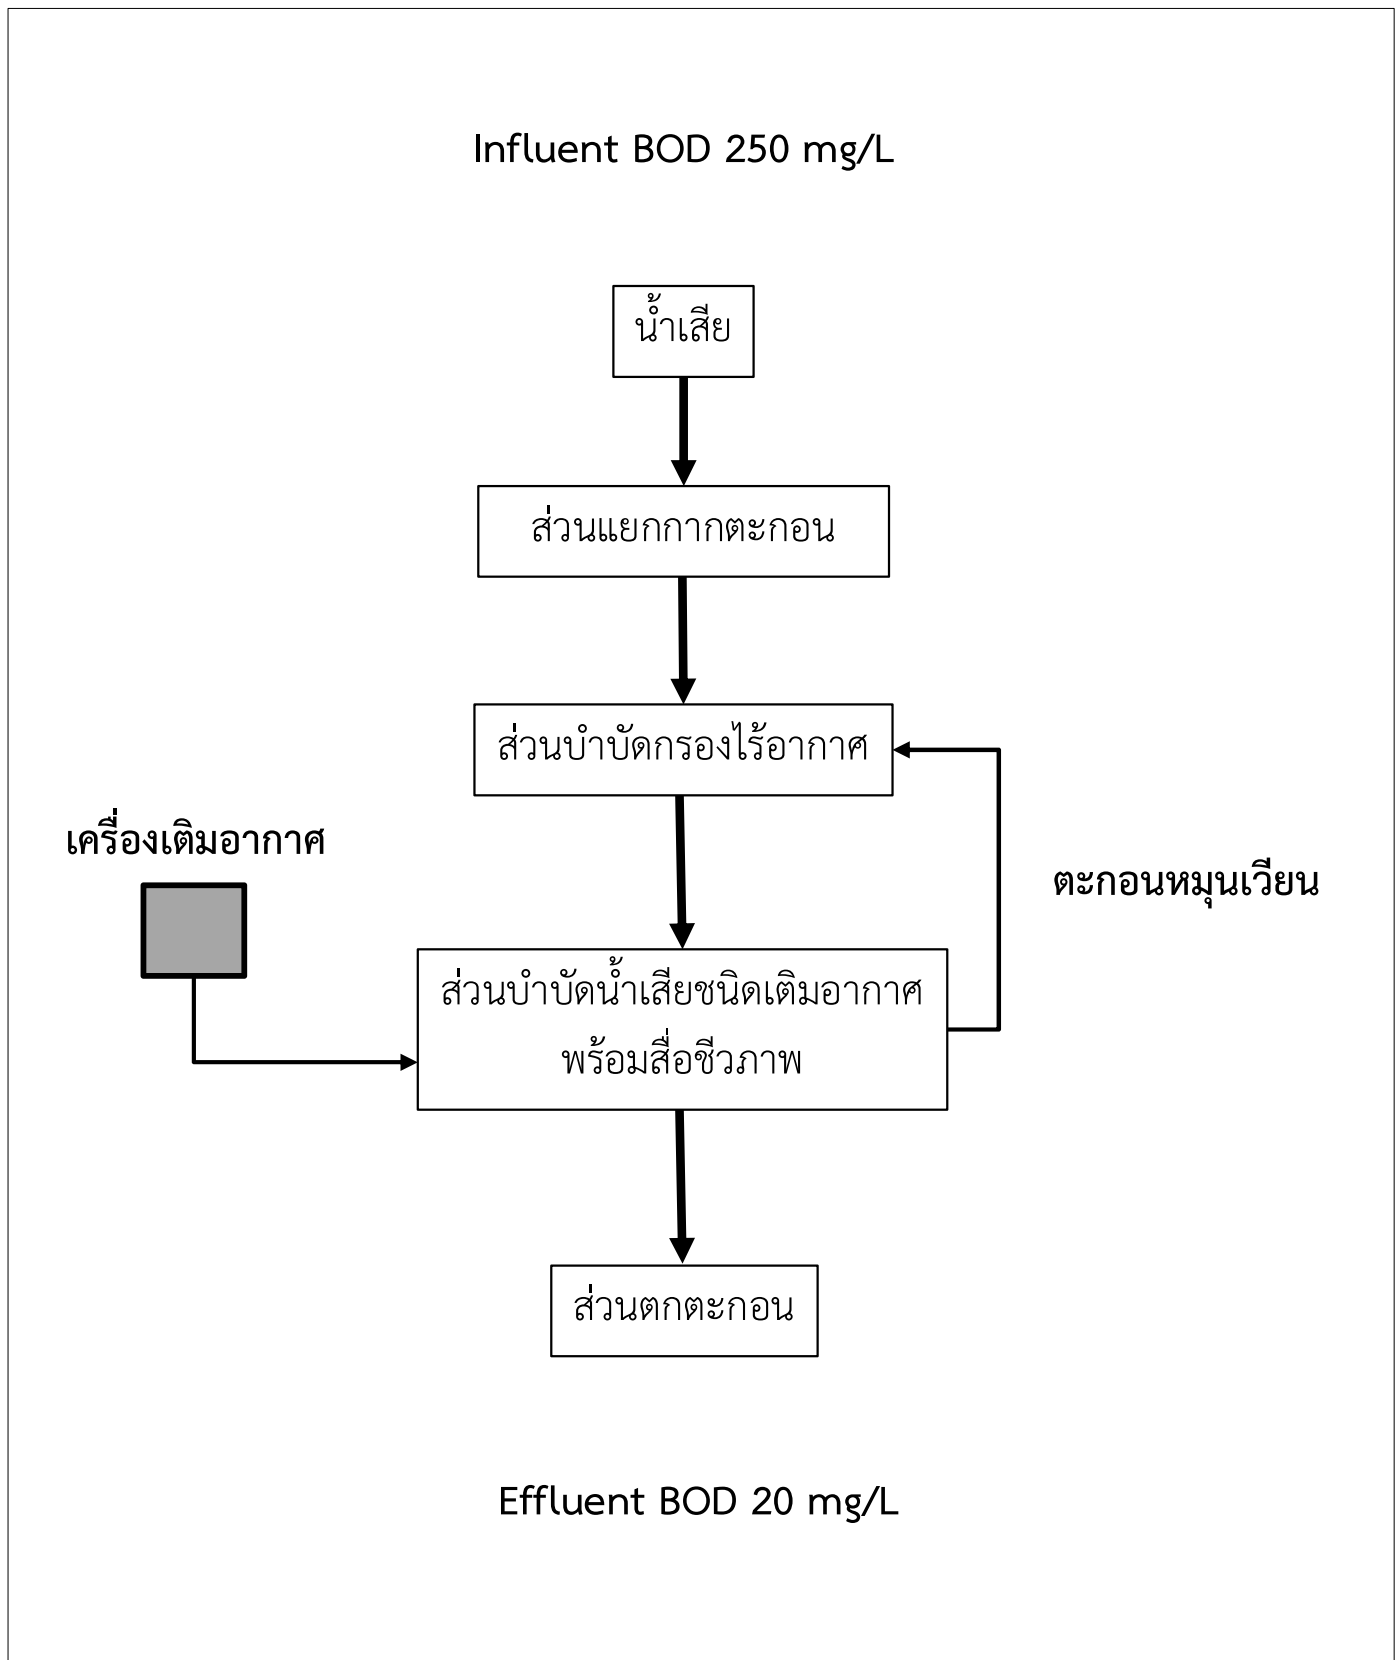 Influent BOD 250 mg/L
น้ำเสีย
ส่วนแยกกากตะกอน
ส่วนบำบัดกรองไร้อากาศ
เครื่องเติมอากาศ
ตะกอนหมุนเวียน
ส่วนบำบัดน้ำเสียชนิดเติมอากาศ
พร้อมสื่อชีวภาพ
ส่วนตกตะกอน
Effluent BOD 20 mg/L